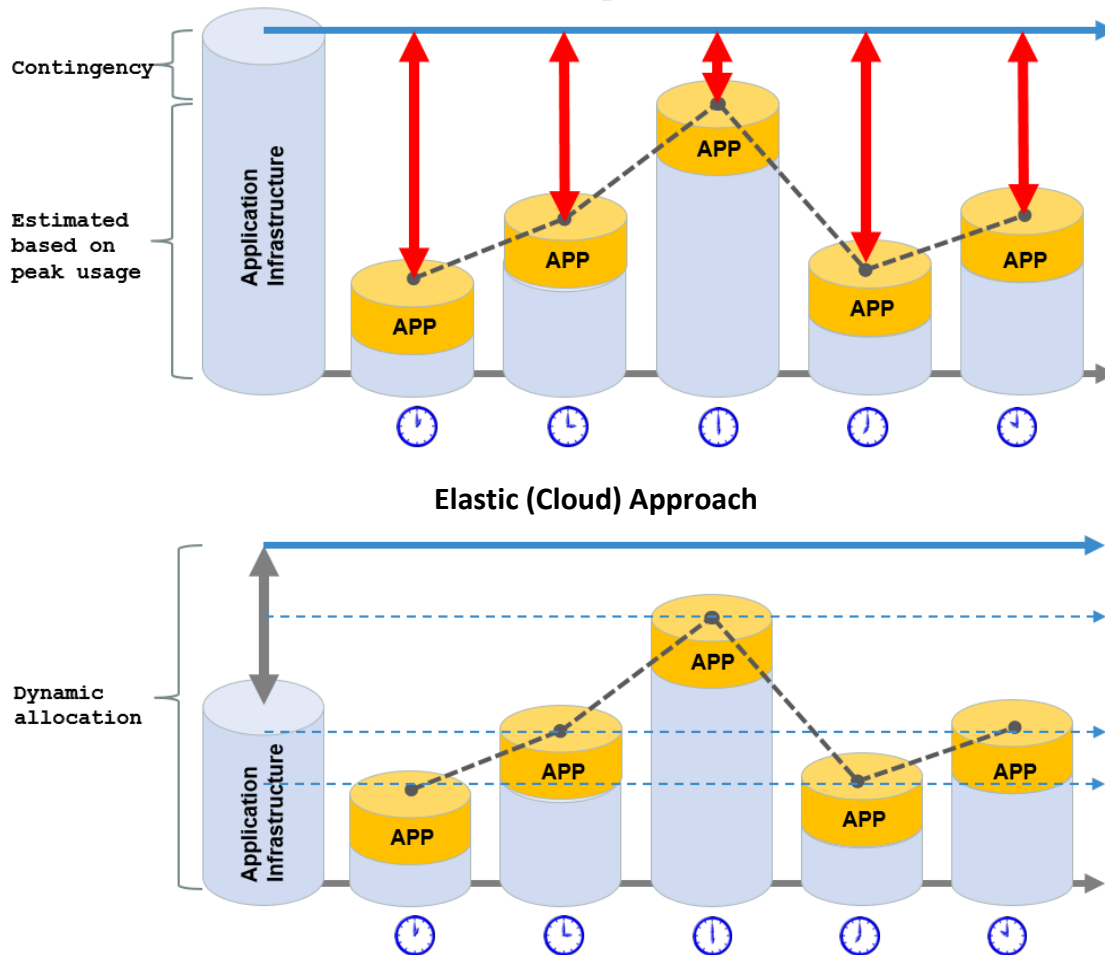 Contingency
Estimated
based on
peak usage
Application
Infrastructure
APP
APP
APP
APP
APP
Elastic (Cloud) Approach
Dynamic
allocation
Application
Infrastructure
APP
APP
APP
APP
APP